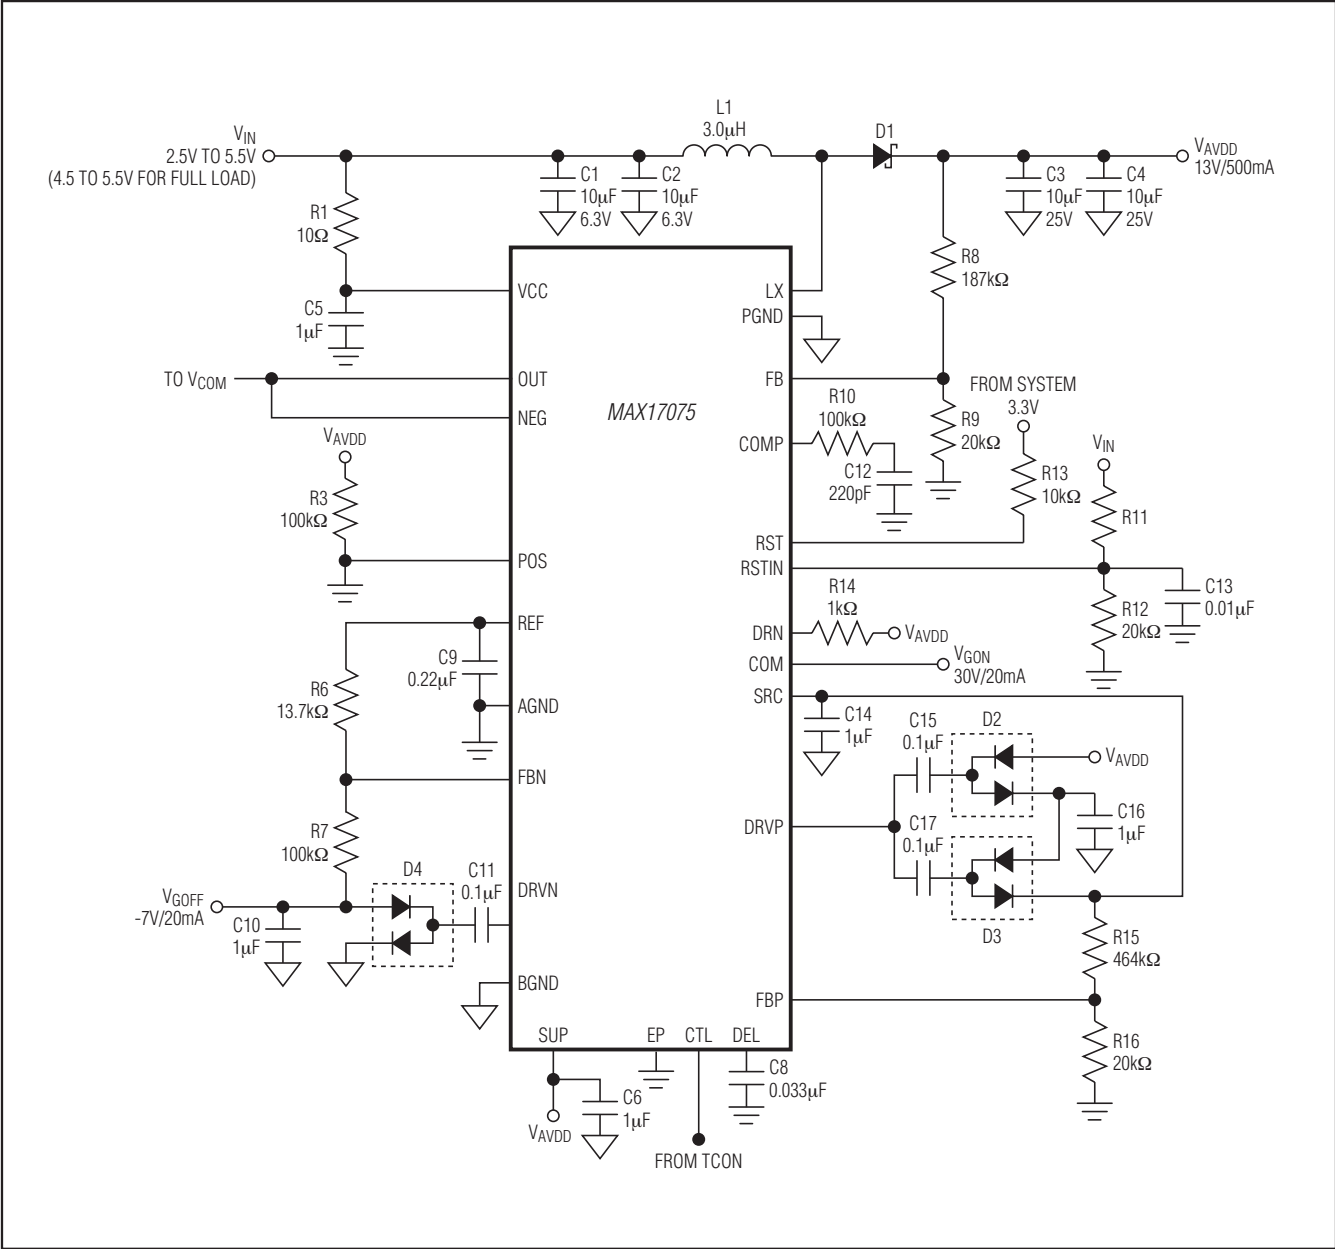 L1
3.0μH
VIN
2.5V TO 5.5V
(4.5 TO 5.5V FOR FULL LOAD)
D1
VAVDD
13V/500mA
C1
10μF
6.3V
C2
10μF
6.3V
C3
10μF
25V
C4
10μF
25V
R1
10Ω
R8
187kΩ
VCC
LX
C5
1μF
PGND
TO VCOM
OUT
FB
FROM SYSTEM
3.3V
NEG
MAX17075
R10
100kΩ
R9
20kΩ
VAVDD
COMP
VIN
C12
220pF
R13
10kΩ
R3
100kΩ
R11
RST
POS
RSTIN
R14
1kΩ
C13
0.01μF
R12
20kΩ
REF
DRN
VAVDD
C9
0.22μF
COM
VGON
30V/20mA
R6
13.7kΩ
SRC
AGND
C14
1μF
C15
0.1μF
D2
VAVDD
FBN
R7
100kΩ
DRVP
C17
0.1μF
C16
1μF
D4
C11
0.1μF
DRVN
VGOFF
-7V/20mA
C10
1μF
D3
R15
464kΩ
BGND
FBP
SUP
EP
CTL
DEL
R16
20kΩ
C8
0.033μF
C6
1μF
VAVDD
FROM TCON